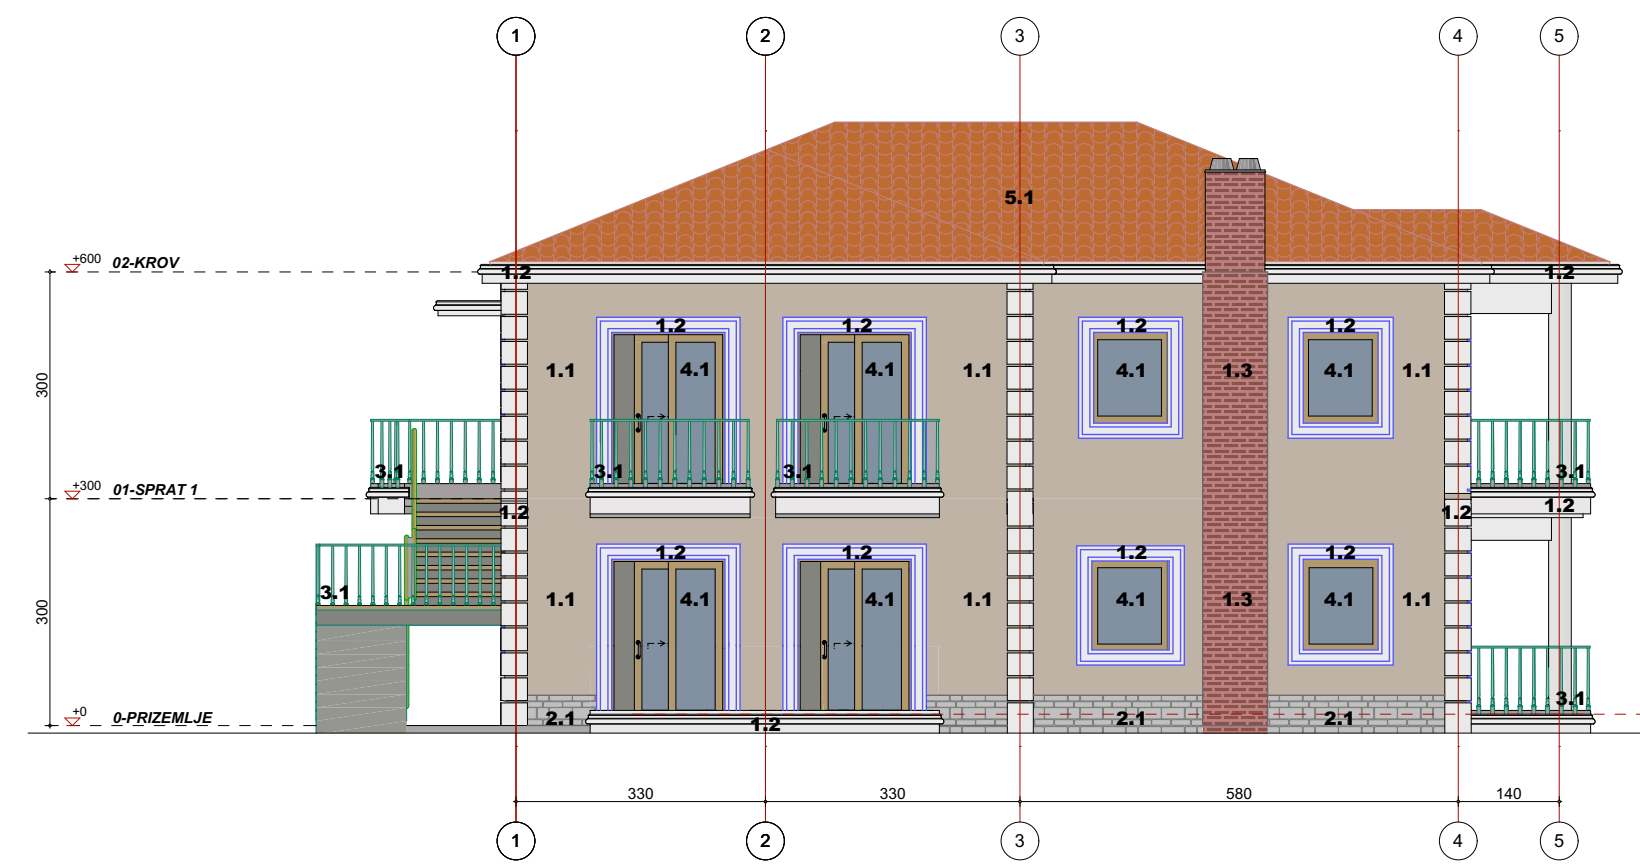 1 2 3 4 5
5.1
+600 02-KROV
1.2 1.2
1.2 1.2 1.2 1.2
1.1 4.1 4.1 1.1 4.1 1.3 4.1 1.1
300
3.1 3.1 3.1 3.1
+300 01-SPRAT 1
1.2 1.2 1.2
1.2 1.2 1.2 1.2
3.1 1.1 4.1 4.1 1.1 4.1 1.3 4.1 1.1
300
3.1
+0 0-PRIZEMLJE
2.1 1.2 2.1 2.1
330 330 580 140
1 2 3 4 5